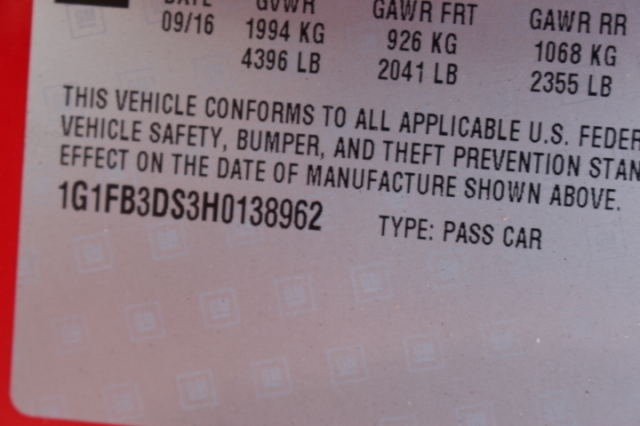 DATE GVWR GAWR FRT GAWR RR
09/16 1994 KG 926 KG 1068 KG
4396 LB 2041 LB 2355 LB
THIS VEHICLE CONFORMS TO ALL APPLICABLE U.S. FEDER
VEHICLE SAFETY, BUMPER, AND THEFT PREVENTION STAN
EFFECT ON THE DATE OF MANUFACTURE SHOWN ABOVE.
1G1FB3DS3H0138962 TYPE: PASS CAR